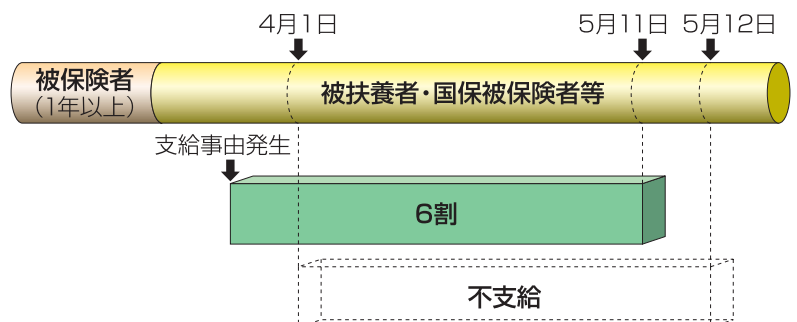 4月1日
5月11日
5月12日
被保険者
（1年以上）
被扶養者・国保被保険者等
支給事由発生
6割
不支給